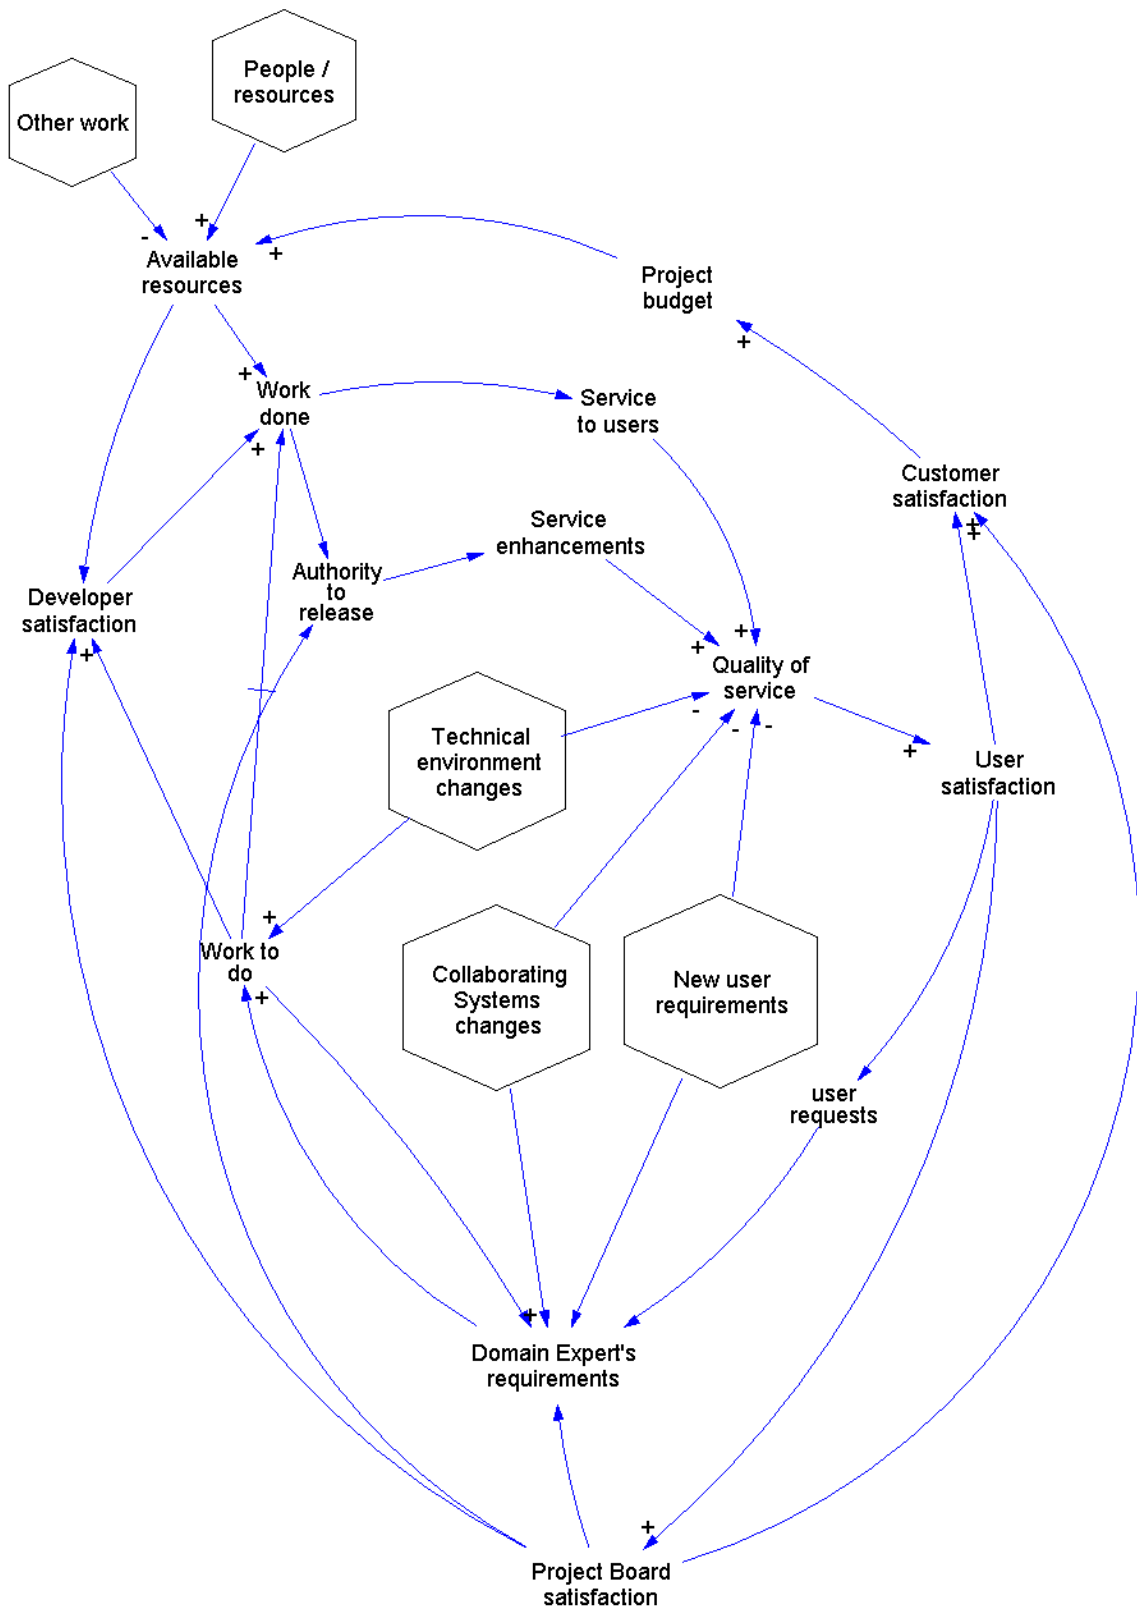 People /
resources
Other work
+
-
+
Available
resources
Project
budget
+
+
Work
done
+
Service
to users
Customer
satisfaction
+
+
Service
enhancements
Authority
to
release
Developer
satisfaction
+
+
+
Quality of
service
-
-
-
Technical
environment
changes
+
User
satisfaction
+
Work to
do
+
Collaborating
Systems
changes
New user
requirements
user
requests
+
Domain Expert's
requirements
+
Project Board
satisfaction